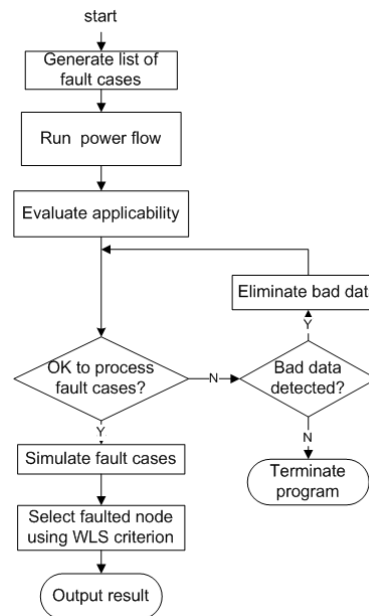 start
Generate list of
fault cases
Run power flow
Evaluate applicability
Eliminate bad data
Y
OK to process
fault cases?
N
Bad data
detected?
Y
N
Simulate fault cases
Terminate
program
Select faulted node
using WLS criterion
Output result